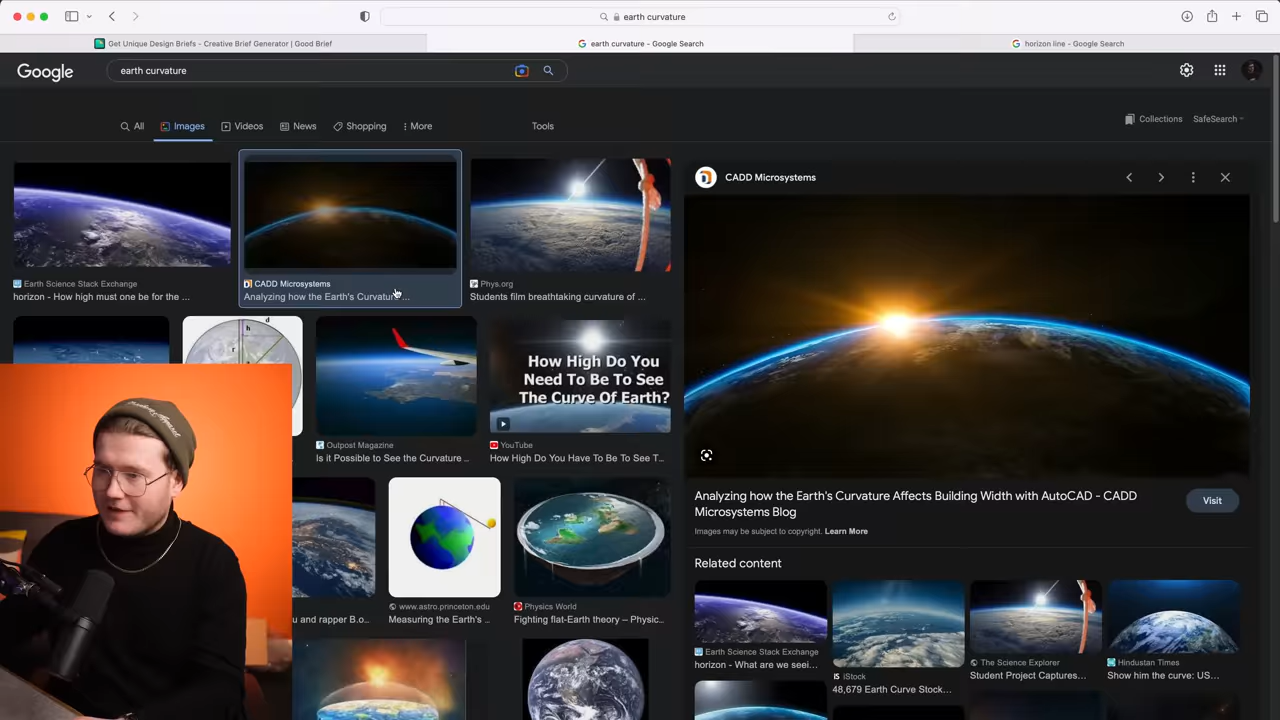 earth curvature
Get Unique Design Briefs - Creative Brief Generator | Good Brief
earth curvature - Google Search
horizon line - Google Search
Google
earth curvature
All
Images
Videos
News
Shopping
More
Tools
Collections
SafeSearch
CADD Microsystems
Earth Science Stack Exchange
horizon - How high must one be for the ...
CADD Microsystems
Analyzing how the Earth's Curvature ...
Phys.org
Students film breathtaking curvature of ...
d
h
r
How High Do You
Need To Be To See
The Curve Of Earth?
Outpost Magazine
Is it Possible to See the Curvature ..
YouTube
How High Do You Have To Be To See T...
u and rapper B.o...
www.astro.princeton.edu
Measuring the Earth's ..
Physics World
Fighting flat-Earth theory – Physic...
Analyzing how the Earth's Curvature Affects Building Width with AutoCAD - CADD
Microsystems Blog
Visit
Images may be subject to copyright. Learn More
Related content
Earth Science Stack Exchange
horizon - What are we seei...
iS iStock
48,679 Earth Curve Stock...
The Science Explorer
Student Project Captures...
Hindustan Times
Show him the curve: US...